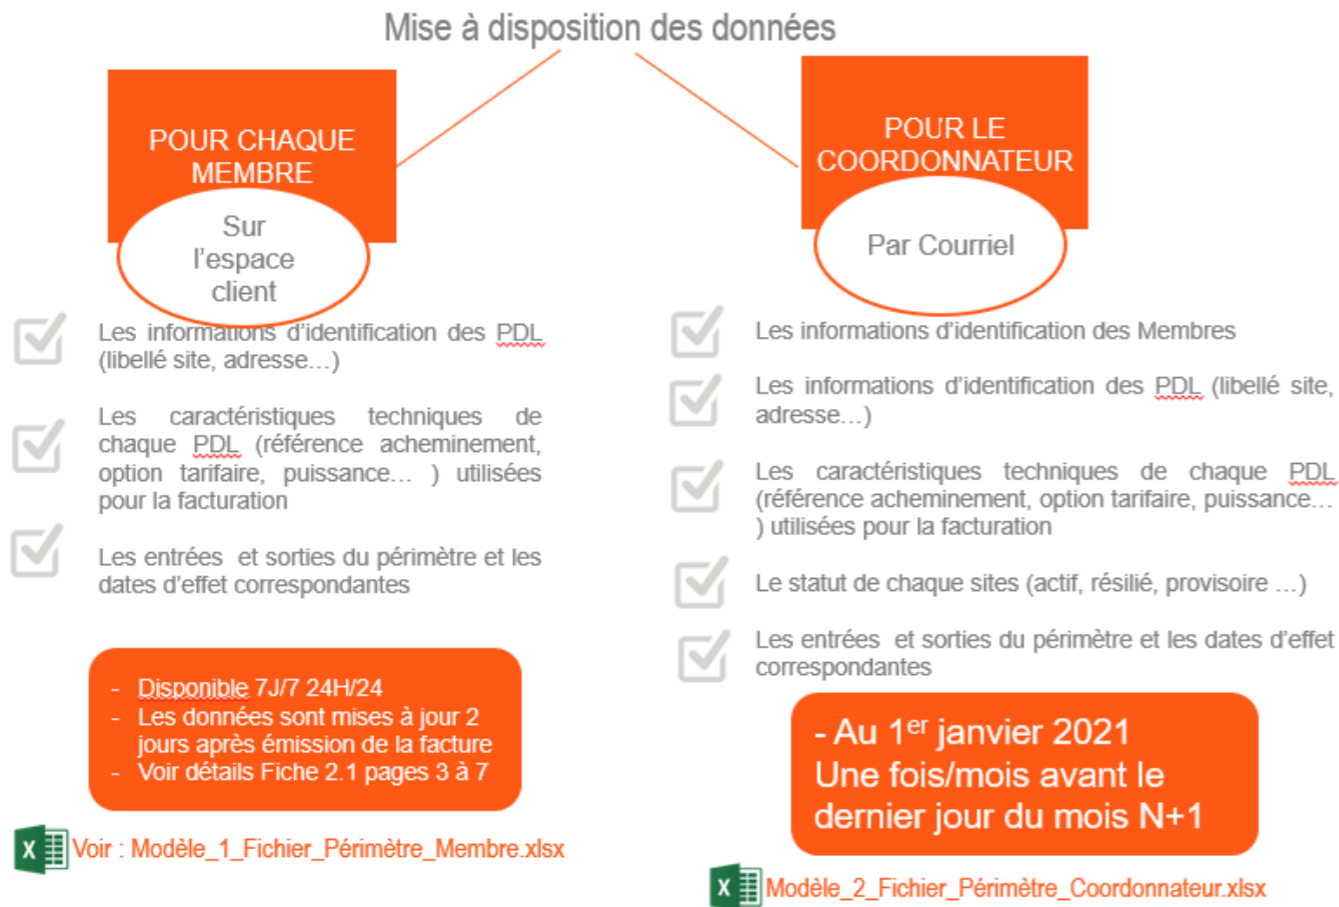 Mise à disposition des données
POUR CHAQUE
MEMBRE
Sur
l'espace
client
Les informations d'identification des PDL
(libellé site, adresse…)
Les caractéristiques techniques de
chaque PDL (référence acheminement,
option tarifaire, puissance… ) utilisées
pour la facturation
Les entrées et sorties du périmètre et les
dates d'effet correspondantes
- Disponible 7J/7 24H/24
- Les données sont mises à jour 2
jours après émission de la facture
- Voir détails Fiche 2.1 pages 3 à 7
Voir : Modèle_1_Fichier_Périmètre_Membre.xlsx
POUR LE
COORDONNATEUR
Par Courriel
Les informations d'identification des Membres
Les informations d'identification des PDL (libellé site,
adresse…)
Les caractéristiques techniques de chaque PDL
(référence acheminement, option tarifaire, puissance…
) utilisées pour la facturation
Le statut de chaque sites (actif, résilié, provisoire …)
Les entrées et sorties du périmètre et les dates d'effet
correspondantes
- Au 1er janvier 2021
Une fois/mois avant le
dernier jour du mois N+1
Modèle_2_Fichier_Périmètre_Coordonnateur.xlsx